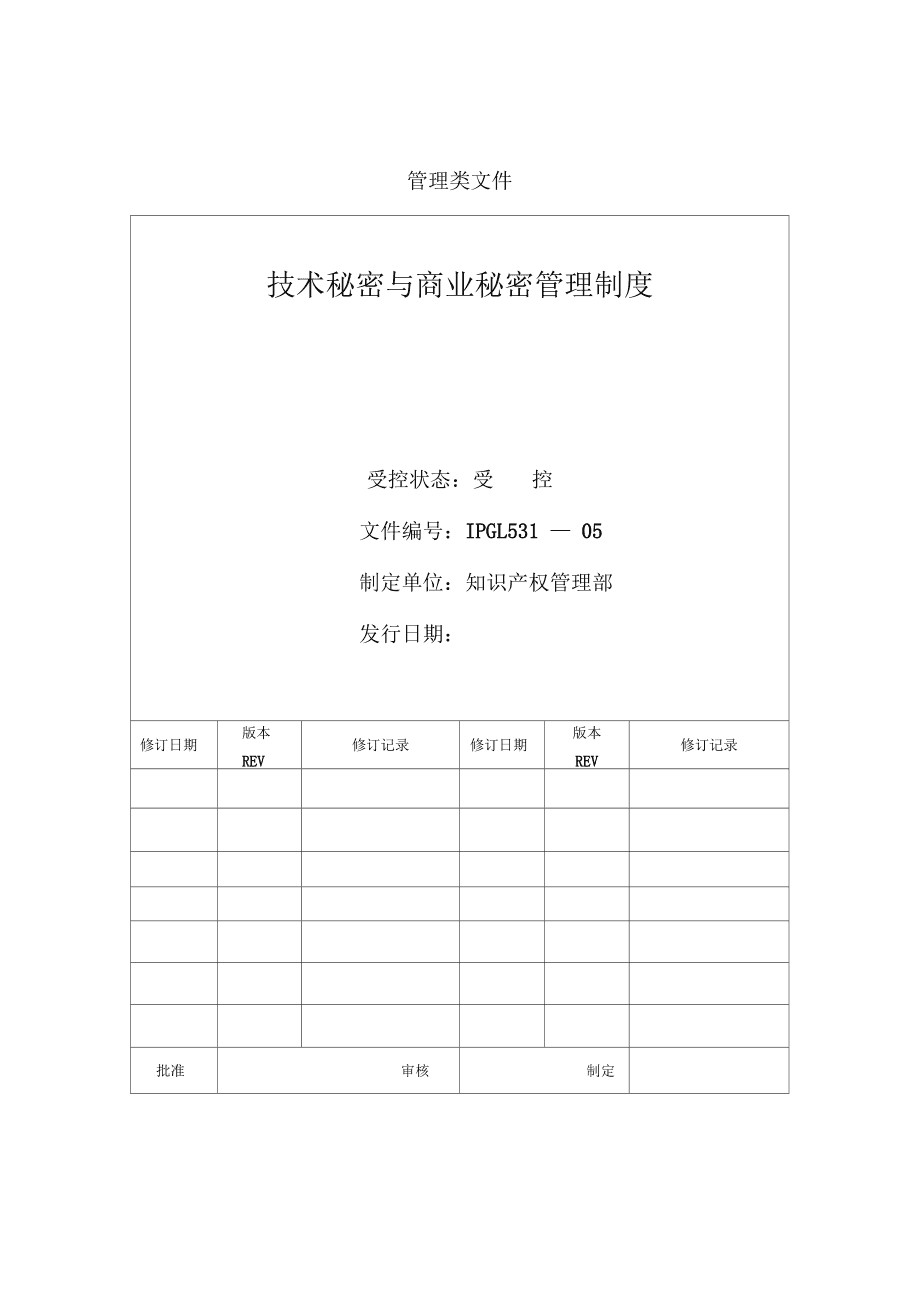 管理类文件
技术秘密与商业秘密管理制度
受控状态：受 控
文件编号：IPGL531 — 05
制定单位：知识产权管理部
发行日期：
修订日期 版本 REV 修订记录 修订日期 版本 REV 修订记录
批准 审核 制定